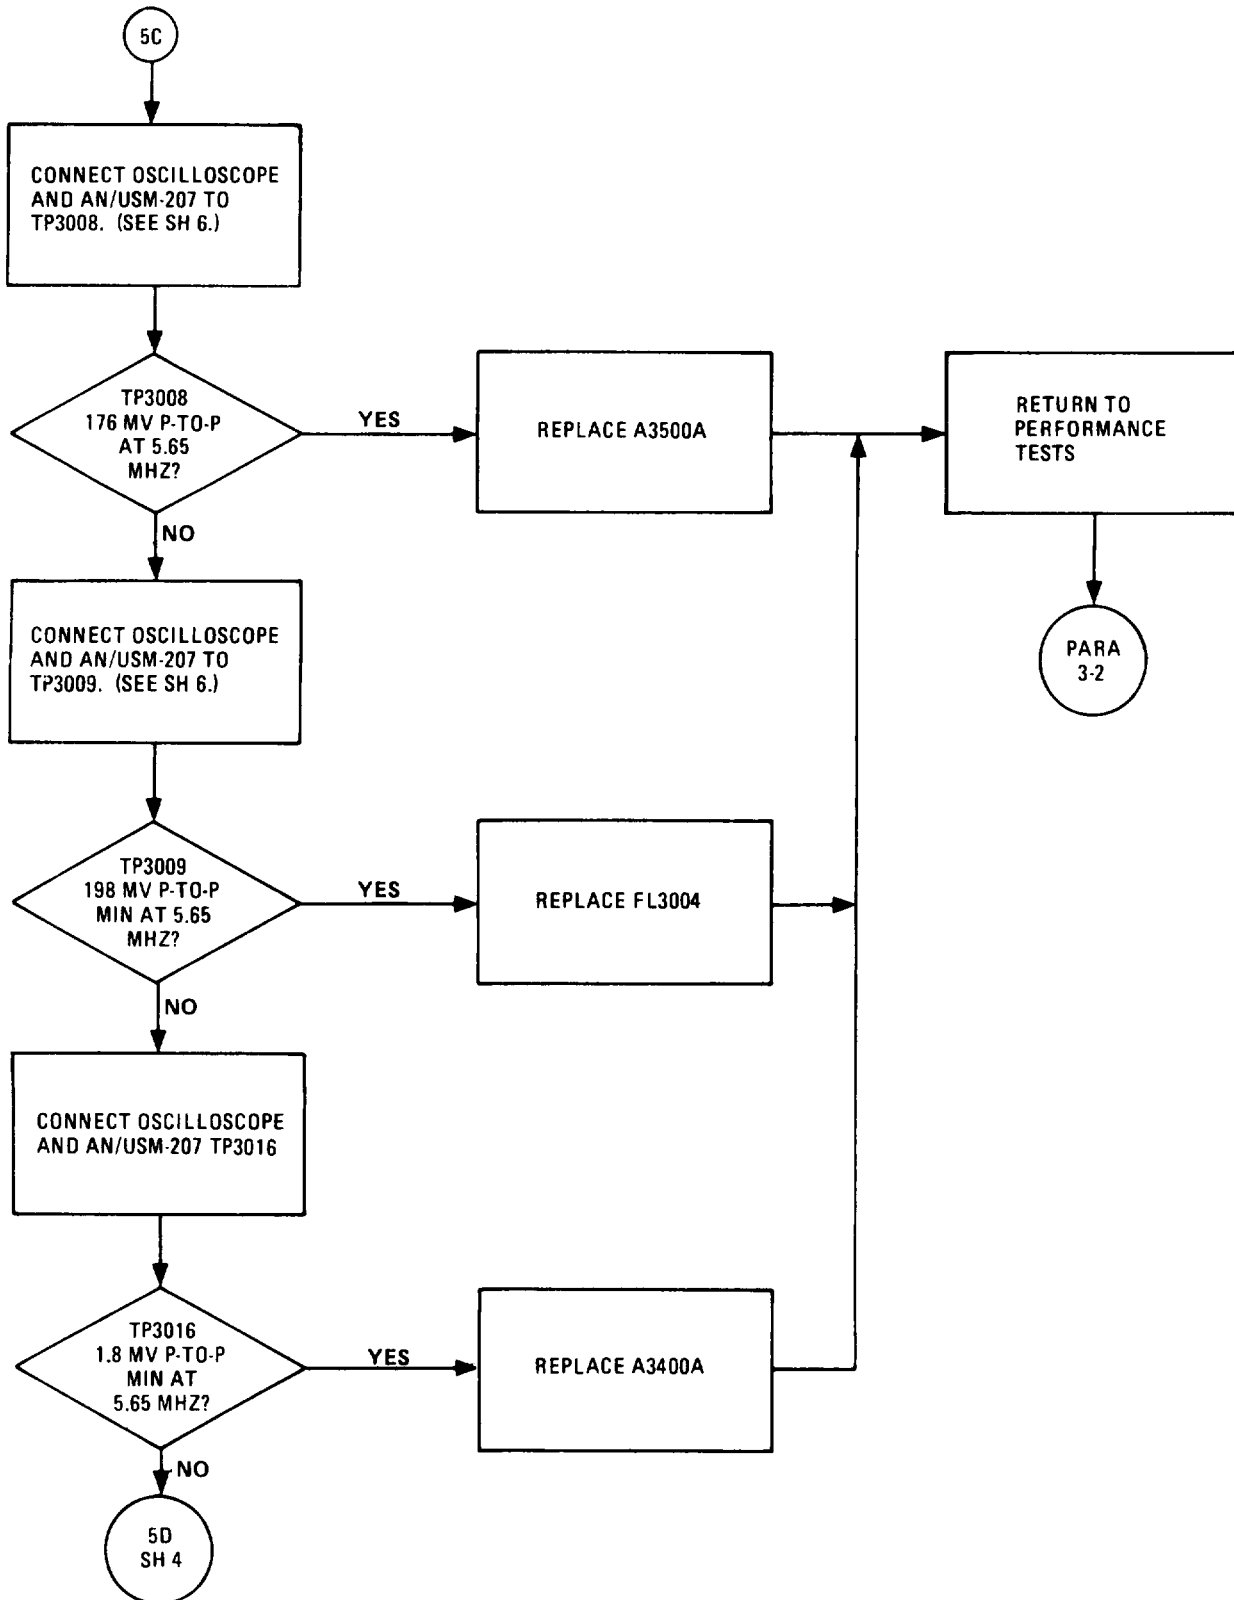 5C
CONNECT OSCILLOSCOPE
AND AN/USM-207 TO
TP3008. (SEE SH 6.)
TP3008
176 MV P-TO-P
AT 5.65
MHZ?
YES
REPLACE A3500A
RETURN TO
PERFORMANCE
TESTS
PARA
3-2
NO
CONNECT OSCILLOSCOPE
AND AN/USM-207 TO
TP3009. (SEE SH 6.)
TP3009
198 MV P-TO-P
MIN AT 5.65
MHZ?
YES
REPLACE FL3004
NO
CONNECT OSCILLOSCOPE
AND AN/USM-207 TP3016
TP3016
1.8 MV P-TO-P
MIN AT
5.65 MHZ?
YES
REPLACE A3400A
NO
5D
SH 4